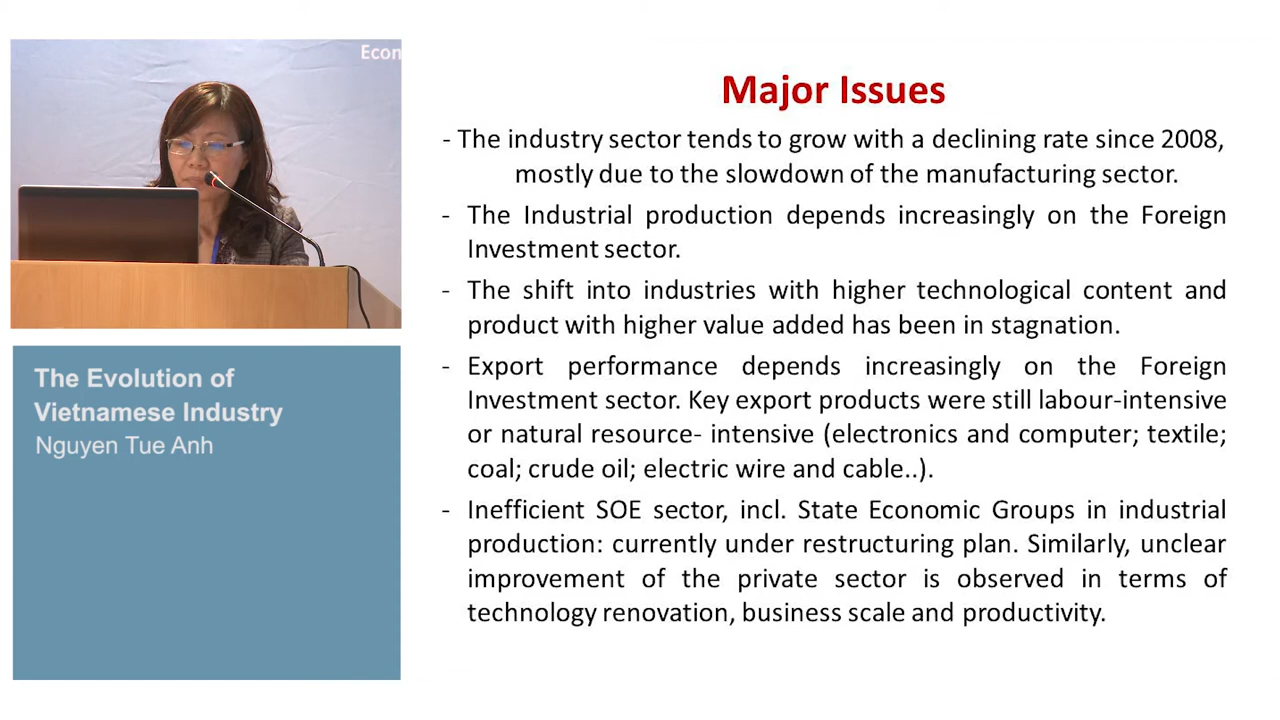 Econ
The Evolution of
Vietnamese Industry
Nguyen Tue Anh
Major Issues
- The industry sector tends to grow with a declining rate since 2008,
mostly due to the slowdown of the manufacturing sector.
- The Industrial production depends increasingly on the Foreign
Investment sector.
- The shift into industries with higher technological content and
product with higher value added has been in stagnation.
- Export performance depends increasingly on the Foreign
Investment sector. Key export products were still labour-intensive
or natural resource- intensive (electronics and computer; textile;
coal; crude oil; electric wire and cable..).
- Inefficient SOE sector, incl. State Economic Groups in industrial
production: currently under restructuring plan. Similarly, unclear
improvement of the private sector is observed in terms of
technology renovation, business scale and productivity.